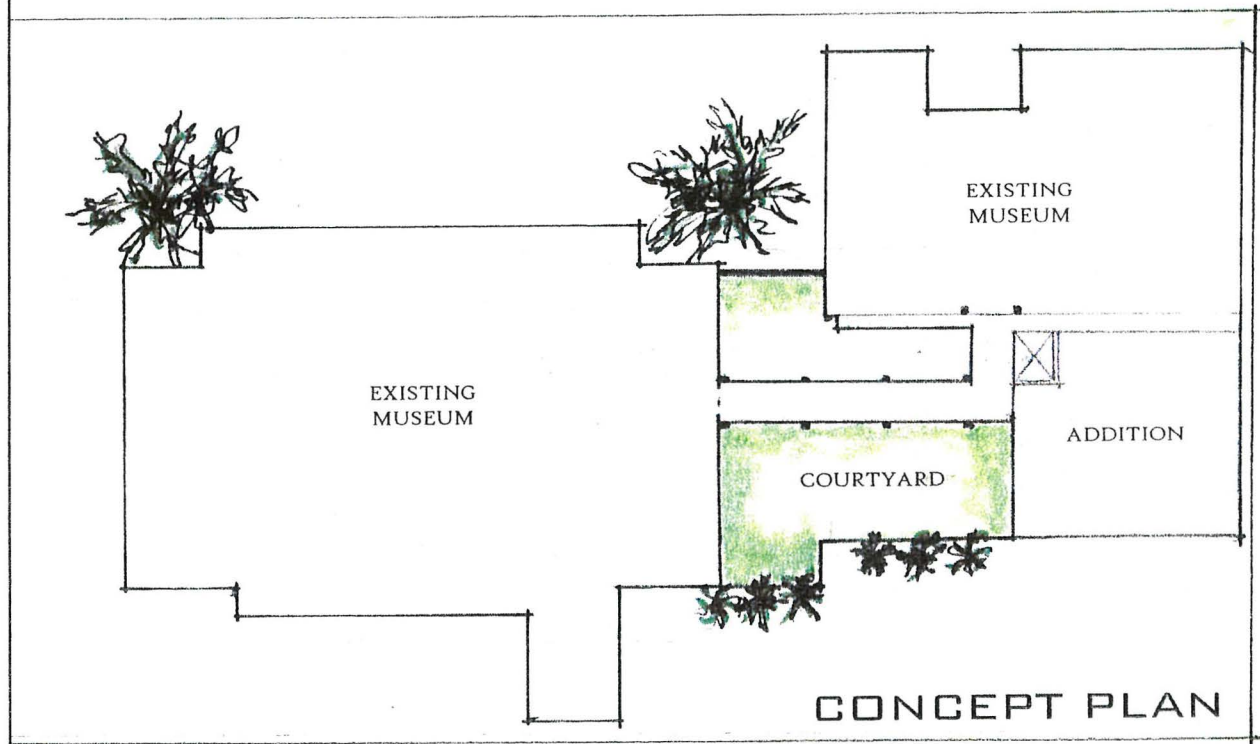 EXISTING
MUSEUM
EXISTING
MUSEUM
ADDITION
COURTYARD
CONCEPT PLAN